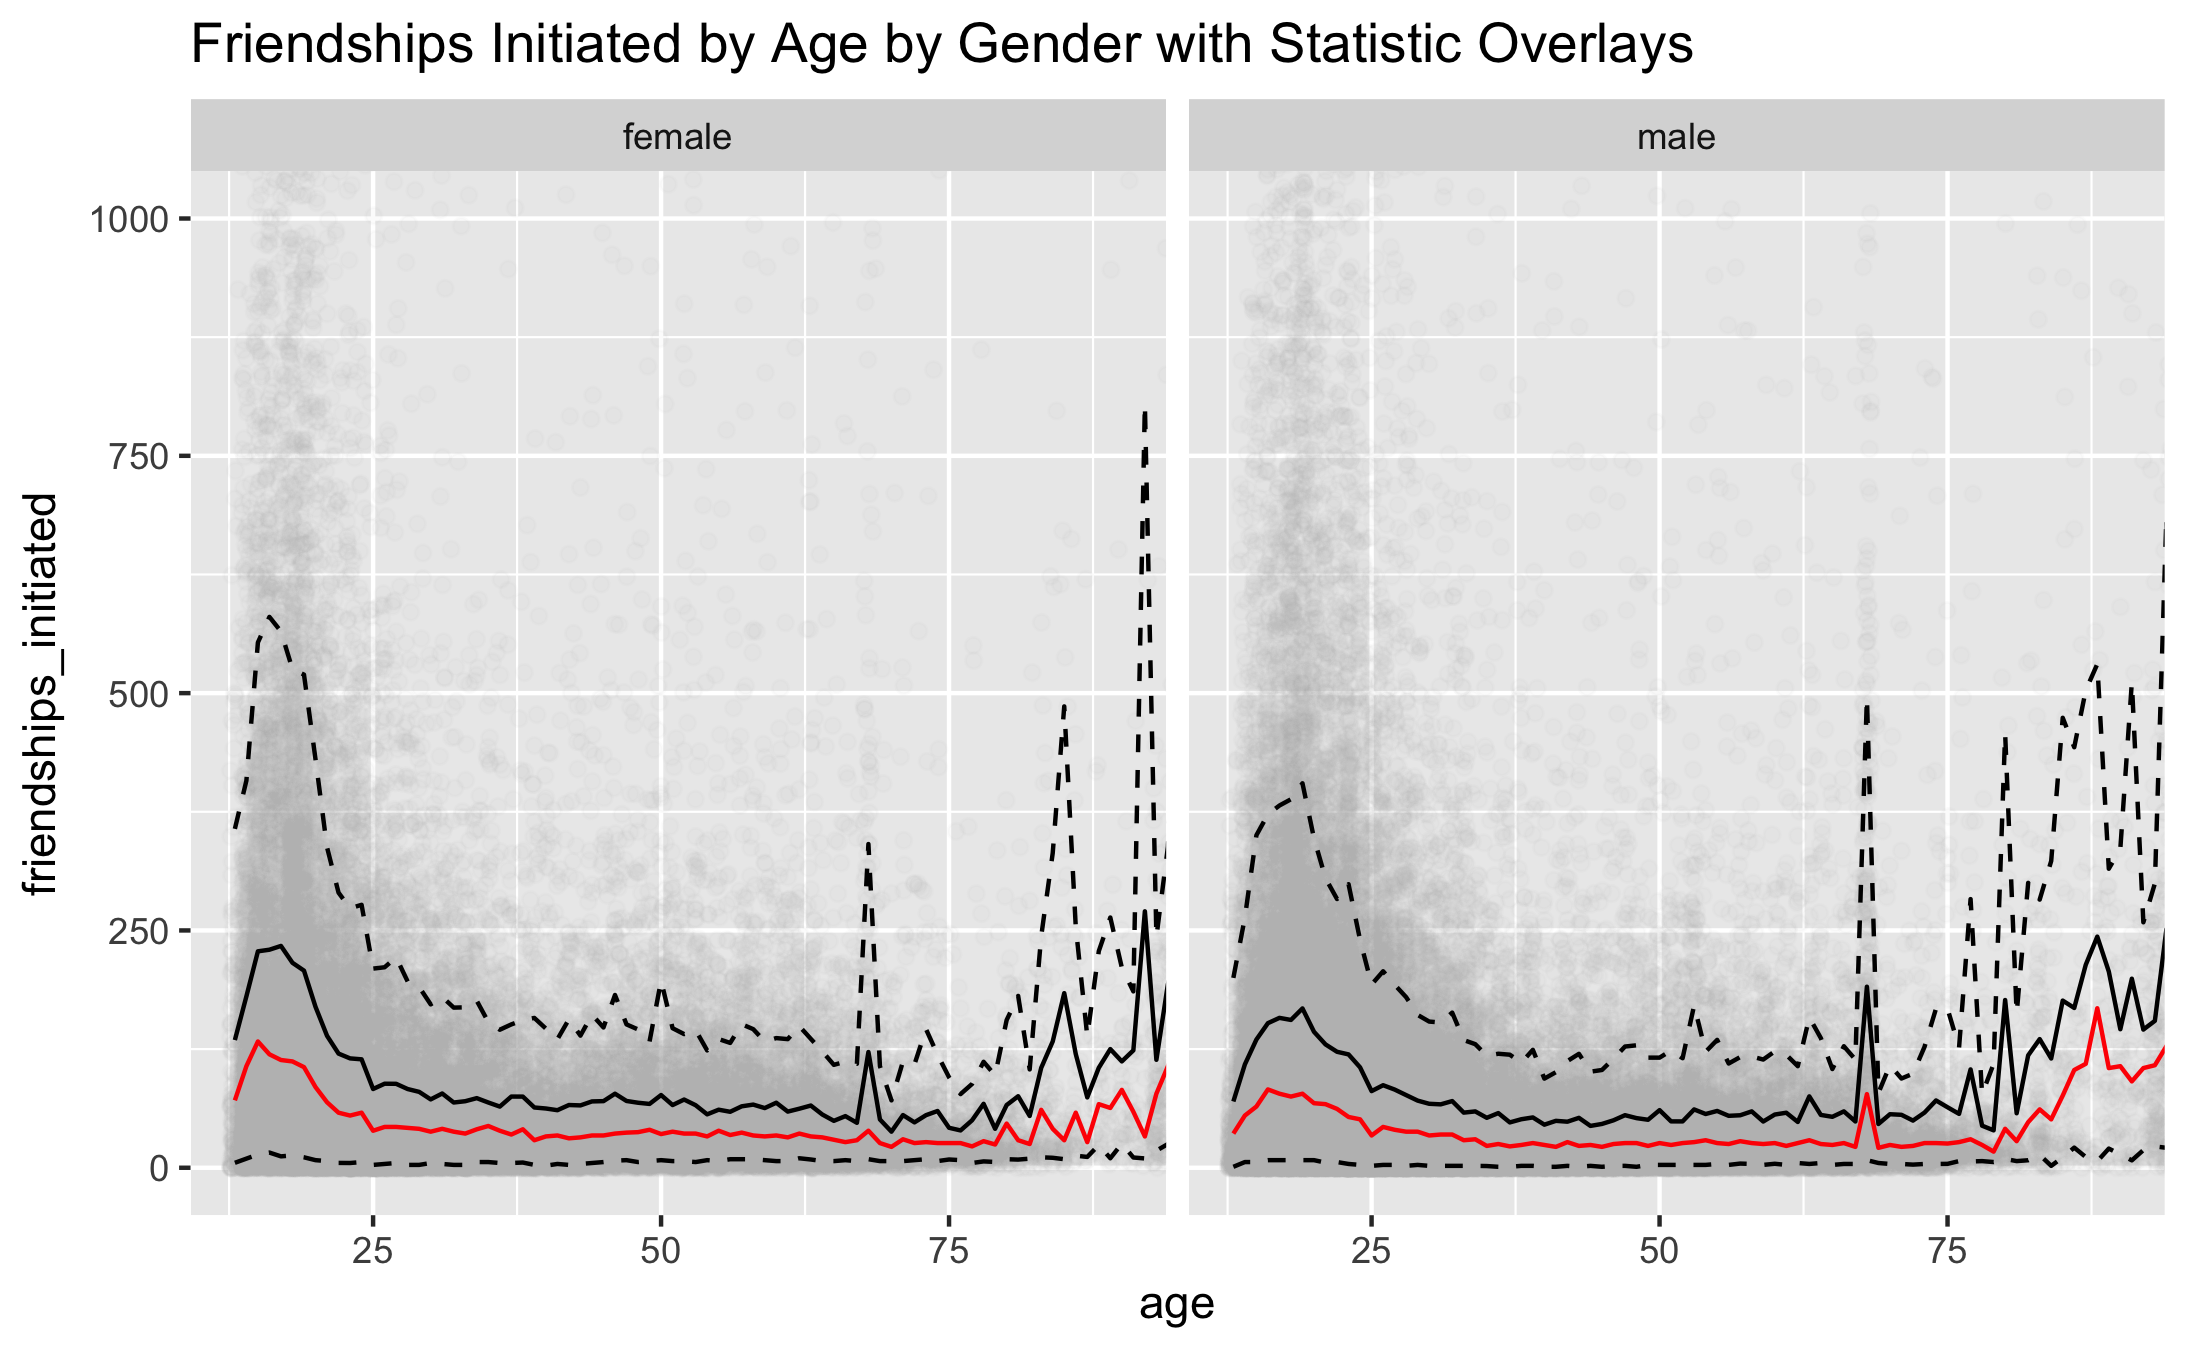 Friendships Initiated by Age by Gender with Statistic Overlays
female
male
friendships_initiated
1000
750
500
250
0
25
50
75
25
50
75
age